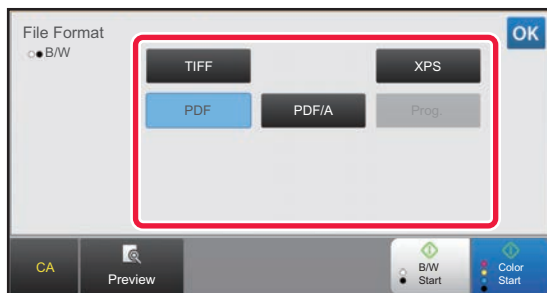 File Format
OK
B/W
TIFF
XPS
PDF
PDF/A
Prog.
CA
Preview
B/W
Start
Color
Start